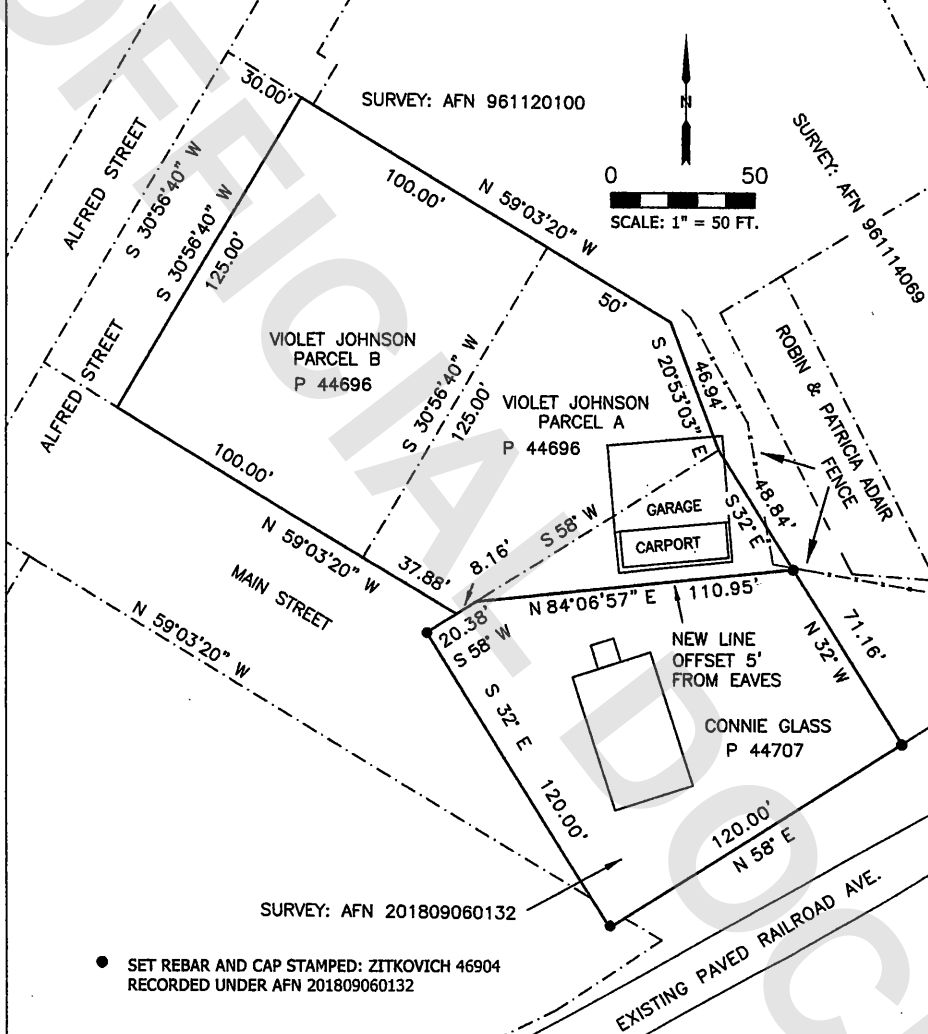 30.00'
SURVEY: AFN 961120100
N
0 50
SCALE: 1" = 50 FT.
SURVEY: AFN 961114069
ALFRED STREET
S 30°56'40" W
S 30°56'40" W
125.00'
100.00'
N 59°03'20" W
50'
VIOLET JOHNSON
PARCEL B
P 44696
S 30°56'40" W
125.00'
VIOLET JOHNSON
PARCEL A
P 44696
S 20°53'03" E
46.94'
ROBIN & PATRICIA ADAIR
FENCE
ALFRED STREET
100.00'
N 59°03'20" W
S 58° W
GARAGE
CARPORT
S 32° E
48.84'
MAIN STREET
37.88'
8.16'
N 59°03'20" W
20.38'
S 58° W
N 84°06'57" E 110.95'
NEW LINE
OFFSET 5'
FROM EAVES
N 32° W
71.16'
S 32° E
120.00'
CONNIE GLASS
P 44707
120.00'
N 58° E
SURVEY: AFN 201809060132
EXISTING PAVED RAILROAD AVE.
SET REBAR AND CAP STAMPED: ZITKOVICH 46904
RECORDED UNDER AFN 201809060132
OFFICIAL DOC